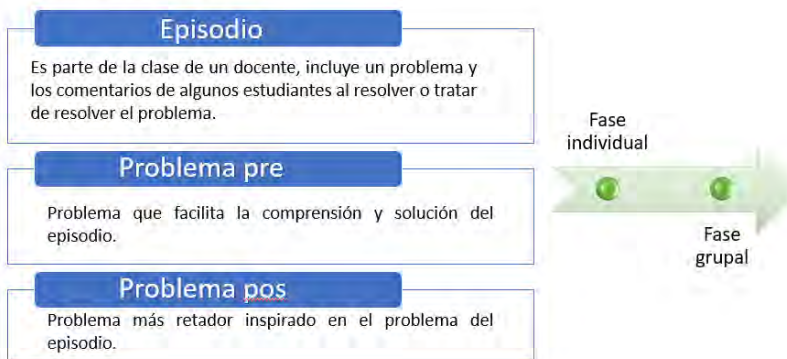 Episodio
Es parte de la clase de un docente, incluye un problema y
los comentarios de algunos estudiantes al resolver o tratar
de resolver el problema.
Problema pre
Problema que facilita la comprensión y solución del
episodio.
Problema pos
Problema más retador inspirado en el problema del
episodio.
Fase
individual
Fase
grupal